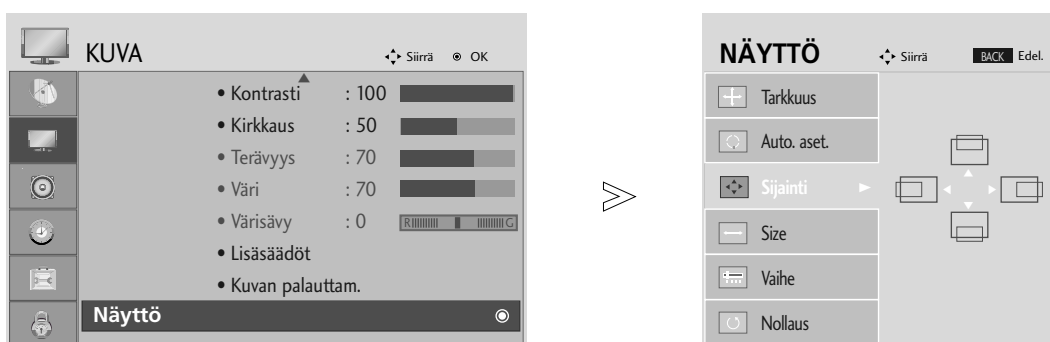 KUVA Siirrä OK
• Kontrasti : 100
• Kirkkaus : 50
• Terävyys : 70
• Väri : 70
• Värisävy : 0 R G
• Lisäsäädöt
• Kuvan palauttam.
Näyttö
NÄYTTÖ Siirrä BACK Edel.
Tarkkuus
Auto. aset.
Sijainti
Size
Vaihe
Nollaus